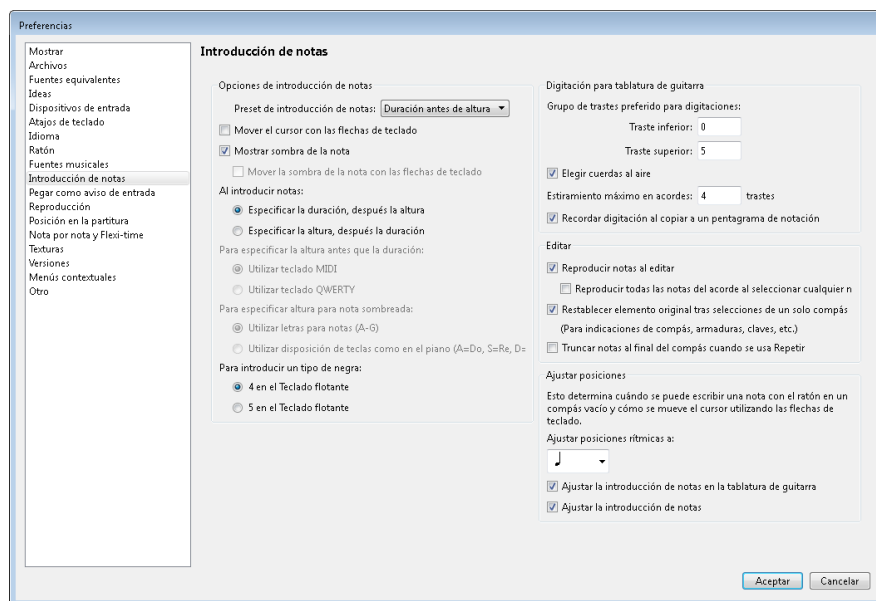 Preferencias
Mostrar
Archivos
Fuentes equivalentes
Ideas
Dispositivos de entrada
Atajos de teclado
Idioma
Ratón
Fuentes musicales
Introducción de notas
Pegar como aviso de entrada
Reproducción
Posición en la partitura
Nota por nota y Flexi-time
Texturas
Versiones
Menús contextuales
Otro
Introducción de notas
Opciones de introducción de notas
Preset de introducción de notas: Duración antes de altura
Mover el cursor con las flechas de teclado
Mostrar sombra de la nota
Mover la sombra de la nota con las flechas de teclado
Al introducir notas:
Especificar la duración, después la altura
Especificar la altura, después la duración
Para especificar la altura antes que la duración:
Utilizar teclado MIDI
Utilizar teclado QWERTY
Para especificar altura para nota sombreada:
Utilizar letras para notas (A-G)
Utilizar disposición de teclas como en el piano (A=Do, S=Re, D=
Para introducir un tipo de negra:
4 en el Teclado flotante
5 en el Teclado flotante
Digitación para tablatura de guitarra
Grupo de trastes preferido para digitaciones:
Traste inferior: 0
Traste superior: 5
Elegir cuerdas al aire
Estiramiento máximo en acordes: 4 trastes
Recordar digitación al copiar a un pentagrama de notación
Editar
Reproducir notas al editar
Reproducir todas las notas del acorde al seleccionar cualquier n
Restablecer elemento original tras selecciones de un solo compás
(Para indicaciones de compás, armaduras, claves, etc.)
Truncar notas al final del compás cuando se usa Repetir
Ajustar posiciones
Esto determina cuándo se puede escribir una nota con el ratón en un
compás vacío y cómo se mueve el cursor utilizando las flechas de
teclado.
Ajustar posiciones rítmicas a:
Ajustar la introducción de notas en la tablatura de guitarra
Ajustar la introducción de notas
Aceptar
Cancelar